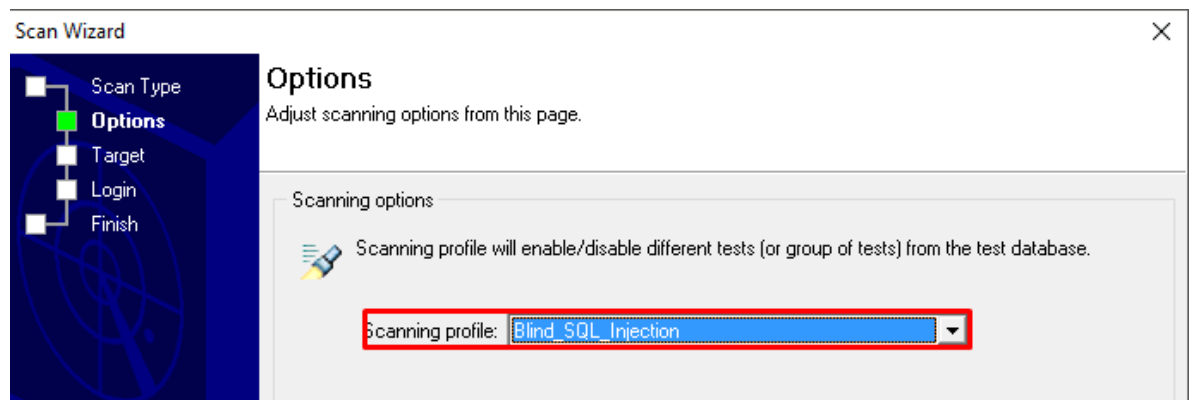 Scan Wizard
Scan Type
Options
Target
Login
Finish
Options
Adjust scanning options from this page.
Scanning options
Scanning profile will enable/disable different tests (or group of tests) from the test database.
Scanning profile: Blind_SQL_Injection